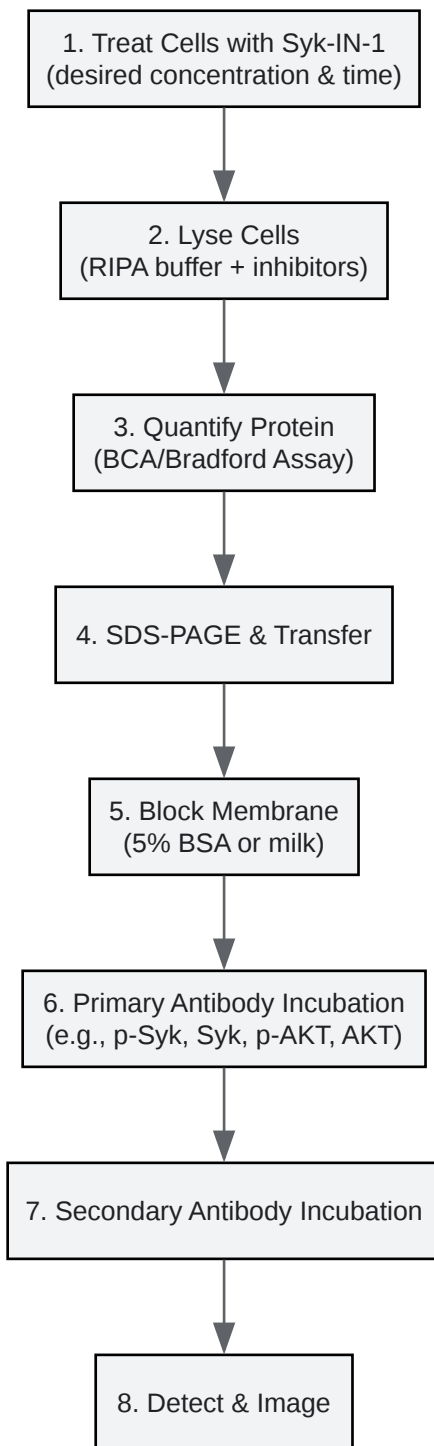 1. Treat Cells with Syk-IN-1
(desired concentration & time)
2. Lyse Cells
(RIPA buffer + inhibitors)
3. Quantify Protein
(BCA/Bradford Assay)
4. SDS-PAGE & Transfer
5. Block Membrane
(5% BSA or milk)
6. Primary Antibody Incubation
(e.g., p-Syk, Syk, p-AKT, AKT)
7. Secondary Antibody Incubation
8. Detect & Image